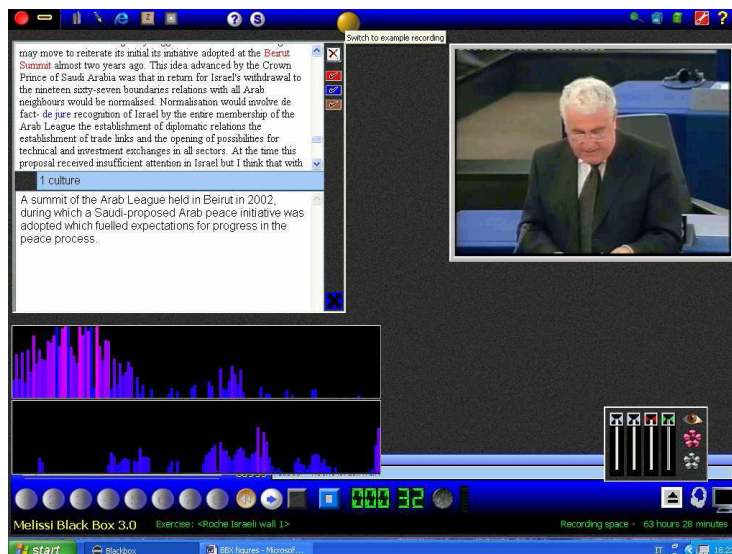 Switch to example recording
may move to reiterate its initial its initiative adopted at the Beirut
Summit almost two years ago. This idea advanced by the Crown
Prince of Saudi Arabia was that in return for Israel's withdrawal to
the nineteen sixty-seven boundaries relations with all Arab
neighbours would be normalised. Normalisation would involve de
fact- de jure recognition of Israel by the entire membership of the
Arab League the establishment of diplomatic relations the
establishment of trade links and the opening of possibilities for
technical and investment exchanges in all sectors. At the time this
proposal received insufficient attention in Israel but I think that with
1 culture
A summit of the Arab League held in Beirut in 2002,
during which a Saudi-proposed Arab peace initiative was
adopted which fuelled expectations for progress in the
peace process.
000 32
Melissi Black Box 3.0 Exercise: <Roche Israeli wall 1> Recording space - 63 hours 28 minutes
start Blackbox BBX figures - Microsof... IT 18.2